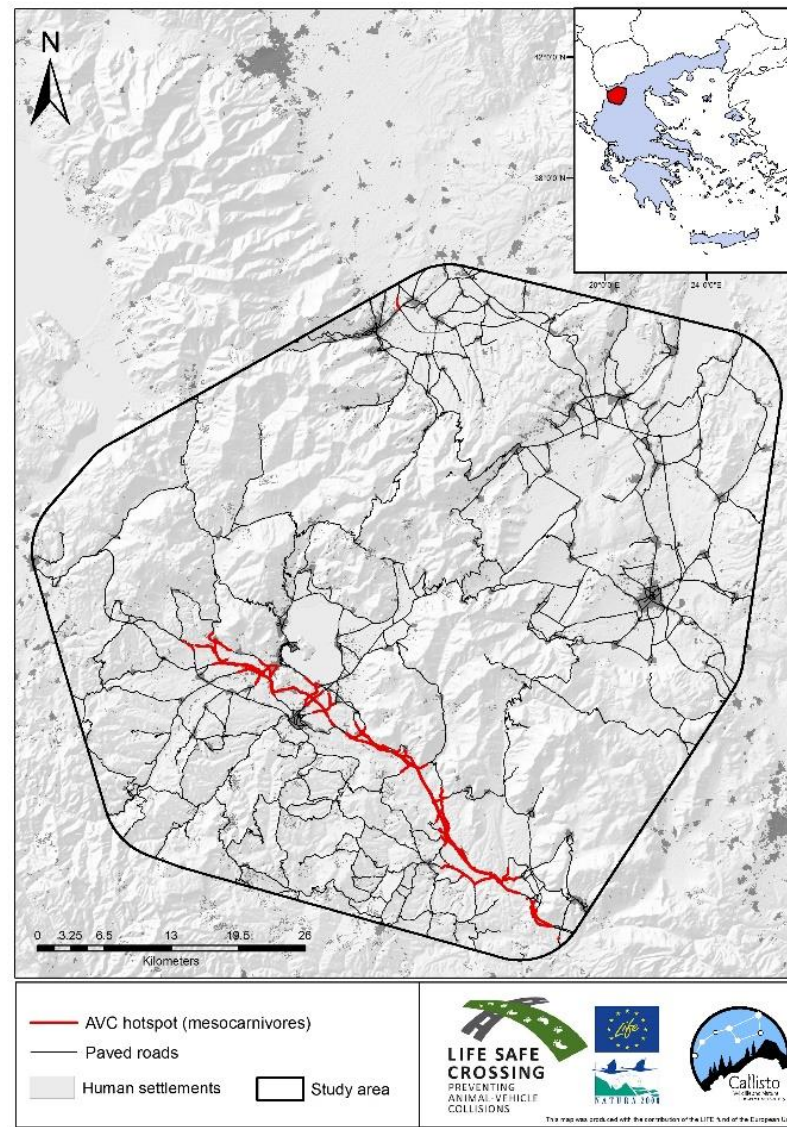 N
42°0'0"N
38°0'0"N
20°0'0"E 24°0'0"E
0 3.25 6.5 13 19.5 26
Kilometers
AVC hotspot (mesocarnivores)
Paved roads
Human settlements
Study area
LIFE SAFE
CROSSING
PREVENTING
ANIMAL-VEHICLE
COLLISIONS
Life
NATURA 2000
Callisto
This map was produced with the contribution of the LIFE fund of the European